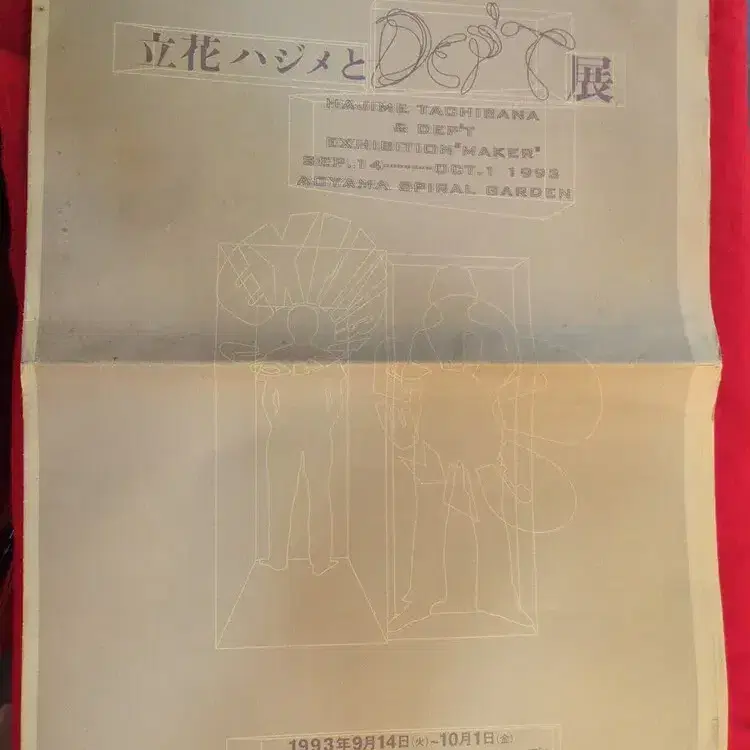 立花ハジメとDEP'T展
HAJIME TACHIBANA
& DEP'T
EXHIBITION"MAKER"
SEP.14-------OCT.1 1993
AOYAMA SPIRAL GARDEN
1993年9月14日(火)~10月1日(金)